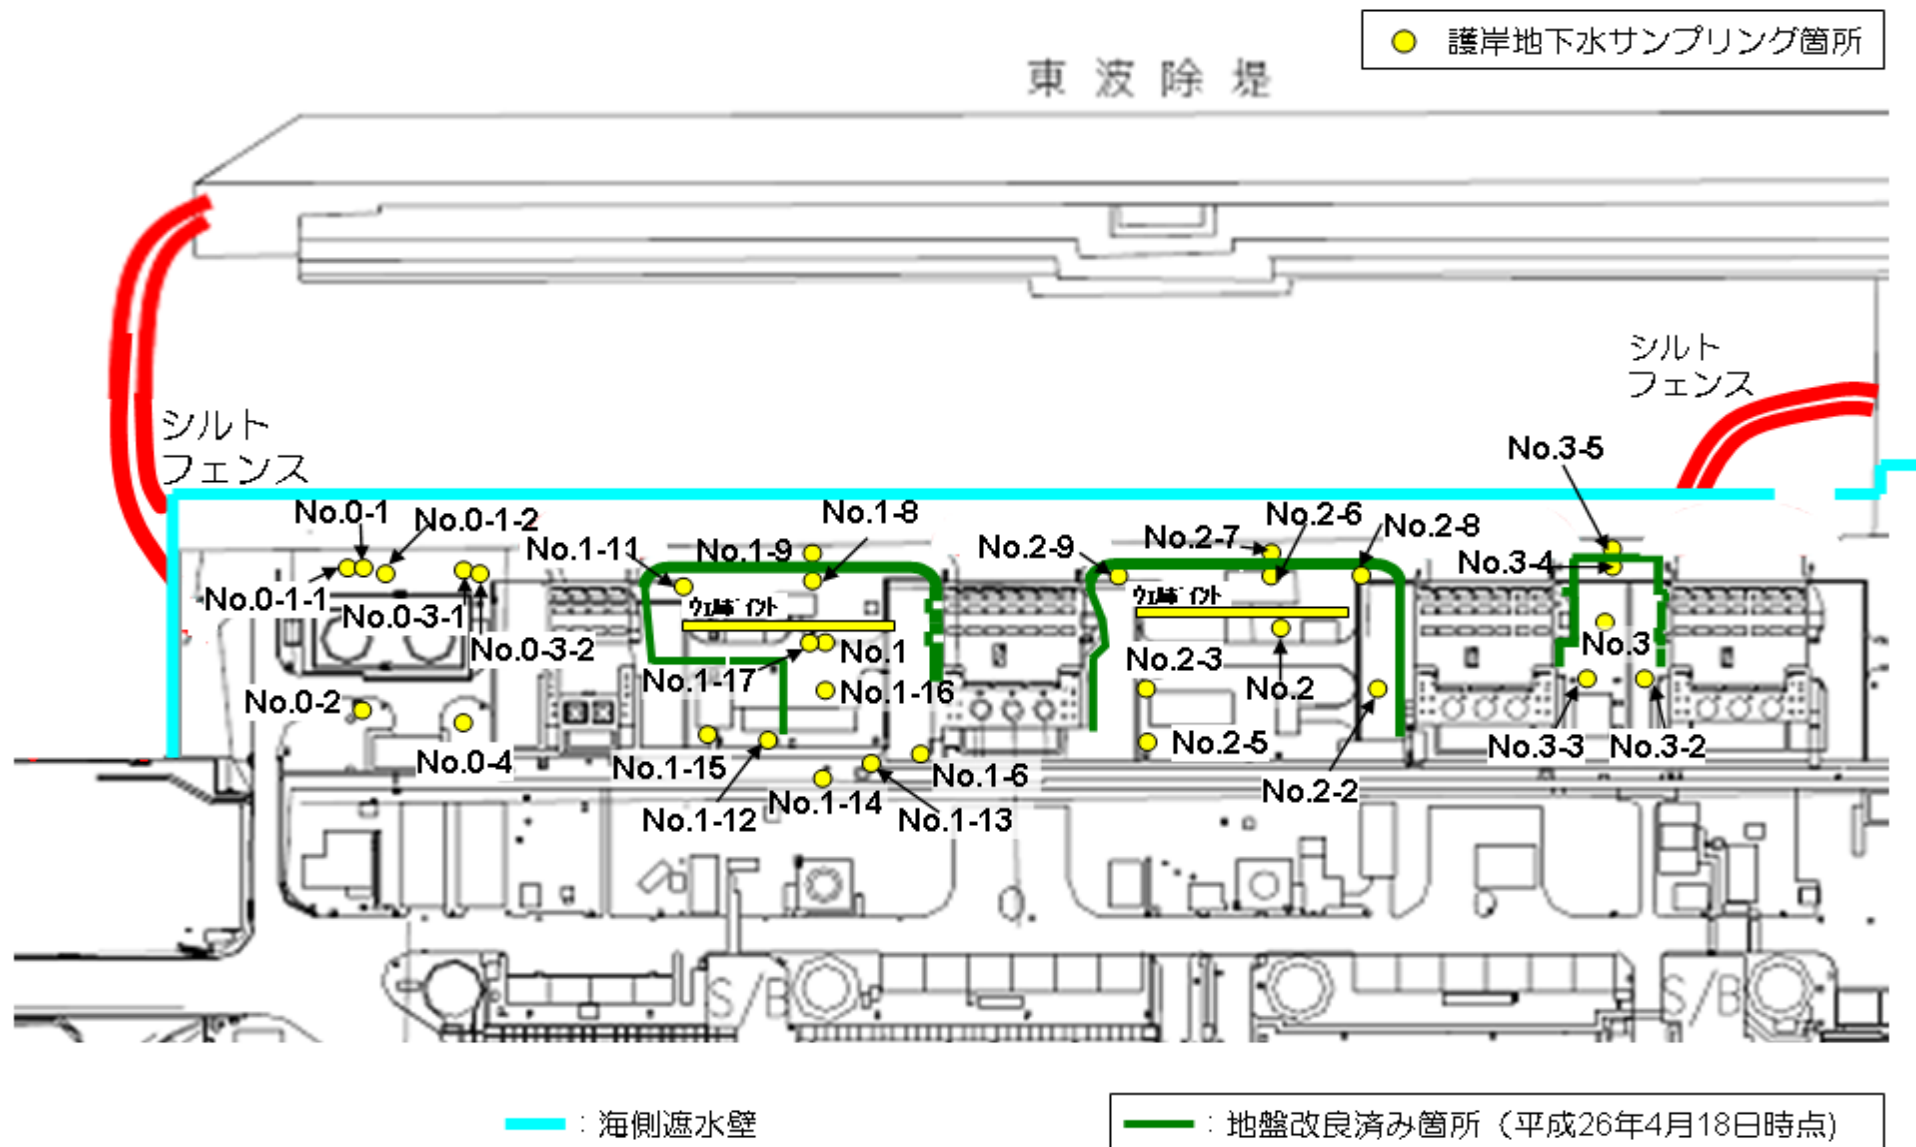 護岸地下水サンプリング箇所
東波除堤
シルト
フェンス
シルト
フェンス
No.3-5
No.0-1
No.0-1-2
No.1-8
No.2-6
No.2-8
No.1-11
No.1-9
No.2-9
No.2-7
No.3-4
No.0-1-1
No.0-3-1
ウェルポイント
ウェルポイント
No.0-3-2
No.1
No.3
No.1-17
No.1-16
No.2-3
No.2
No.0-2
No.0-4
No.1-15
No.1-6
No.2-5
No.3-3
No.3-2
No.1-12
No.1-14
No.1-13
No.2-2
S/B
S/B
：海側遮水壁
：地盤改良済み箇所（平成26年4月18日時点)